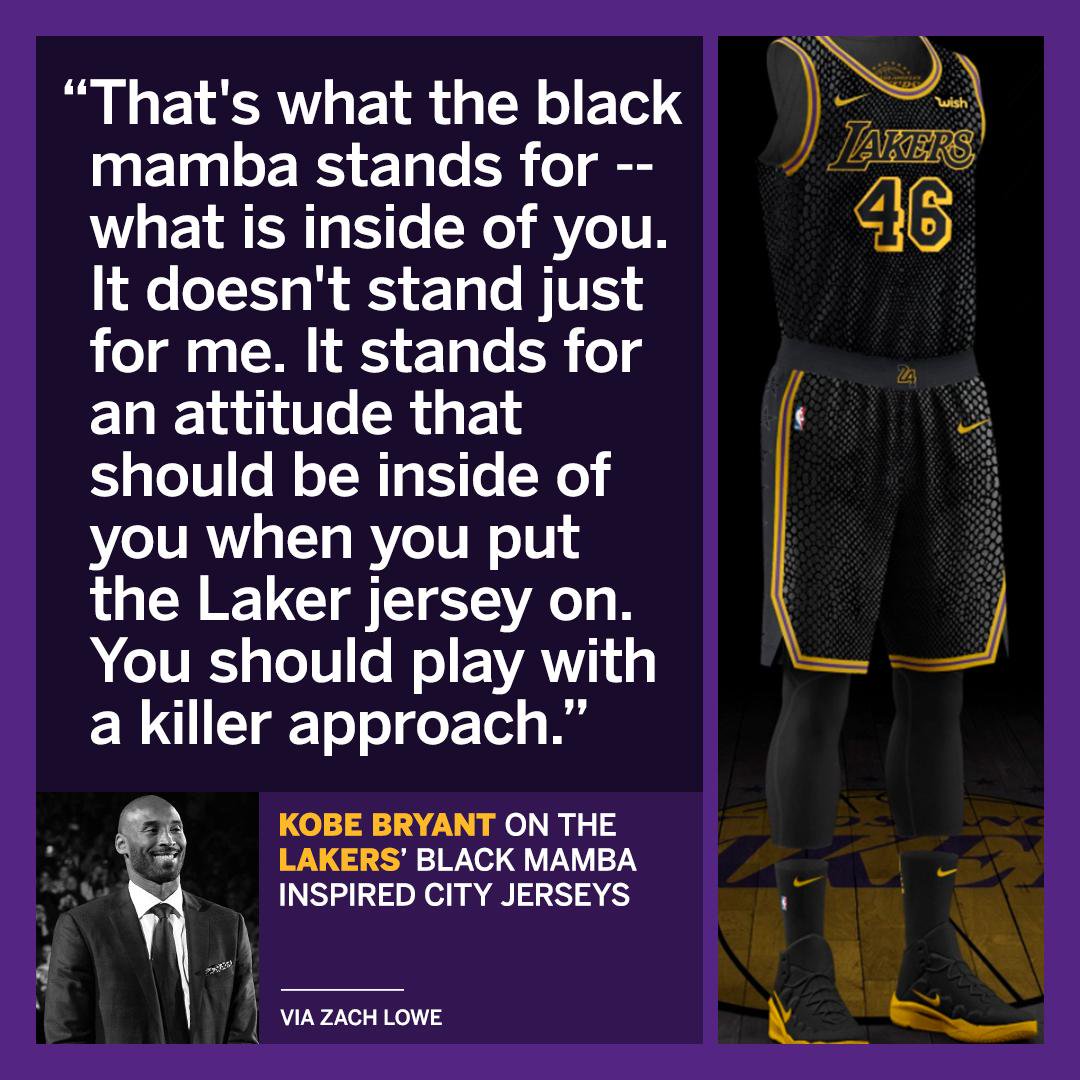 “That's what the black
mamba stands for --
what is inside of you.
It doesn't stand just
for me. It stands for
an attitude that
should be inside of
you when you put
the Laker jersey on.
You should play with
a killer approach.”
KOBE BRYANT ON THE
LAKERS’ BLACK MAMBA
INSPIRED CITY JERSEYS
VIA ZACH LOWE
wish
LAKERS
46
24